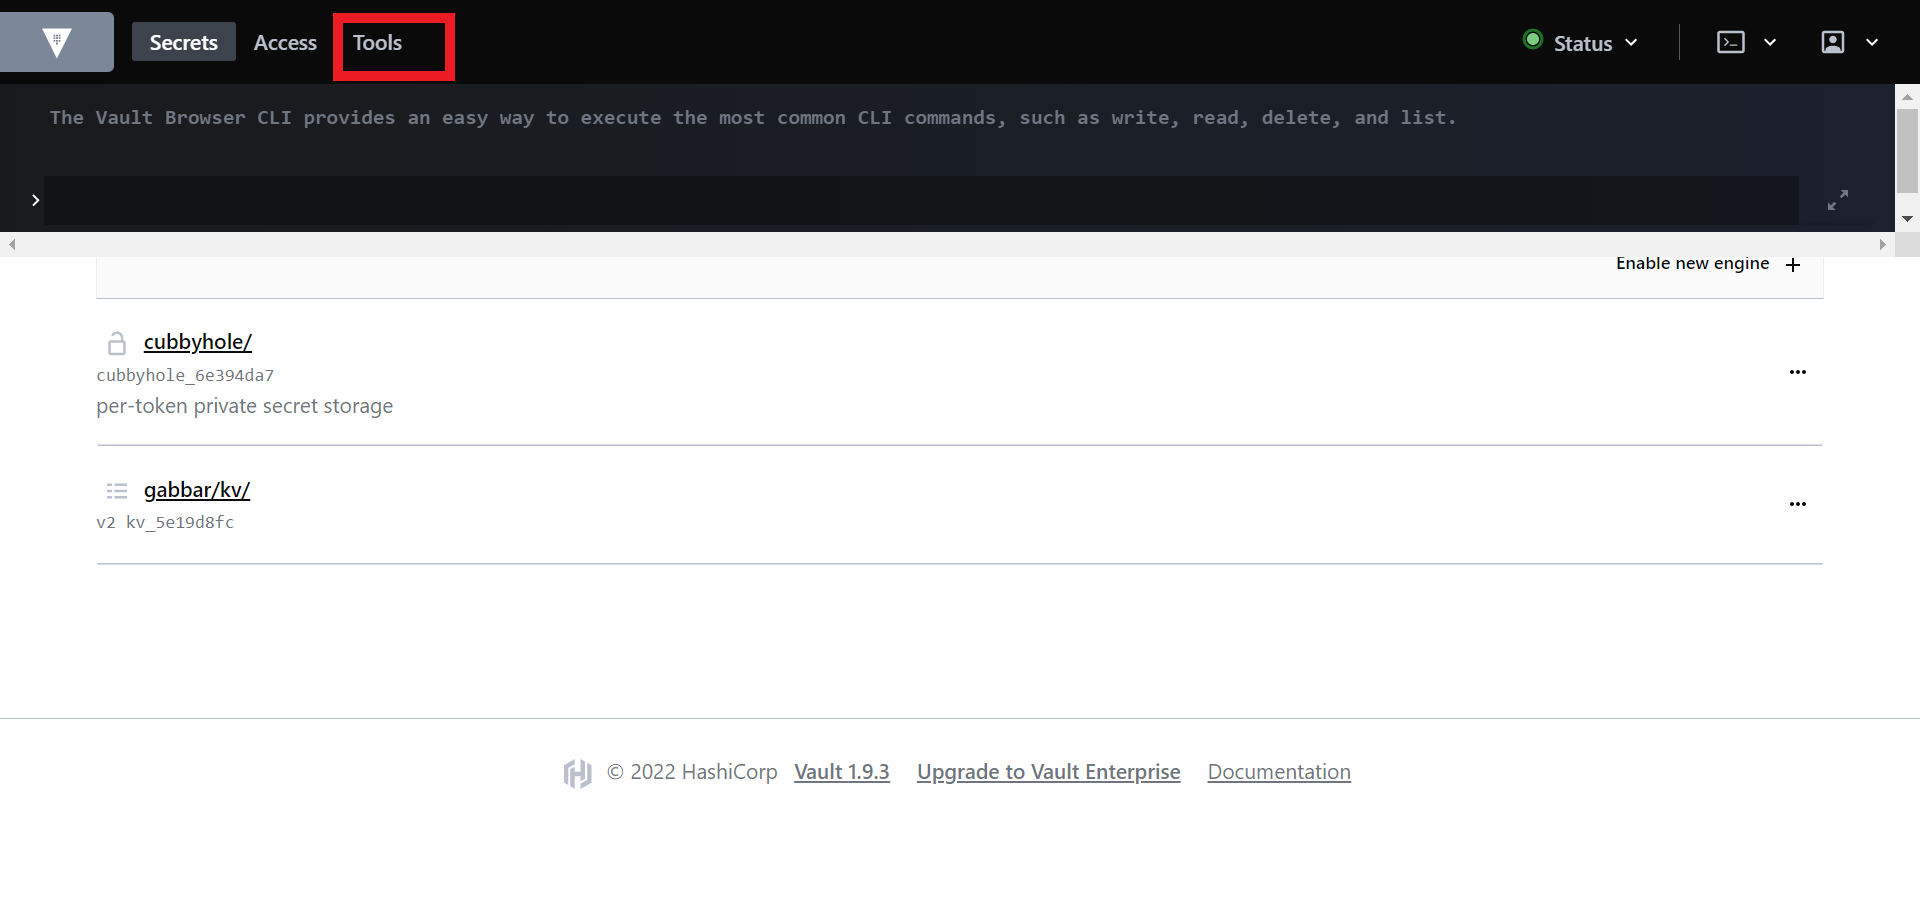 Secrets Access Tools Status
The Vault Browser CLI provides an easy way to execute the most common CLI commands, such as write, read, delete, and list.
Enable new engine
cubbyhole/
cubbyhole_6e394da7
per-token private secret storage
gabbar/kv/
v2 kv_5e19d8fc
© 2022 HashiCorp Vault 1.9.3 Upgrade to Vault Enterprise Documentation